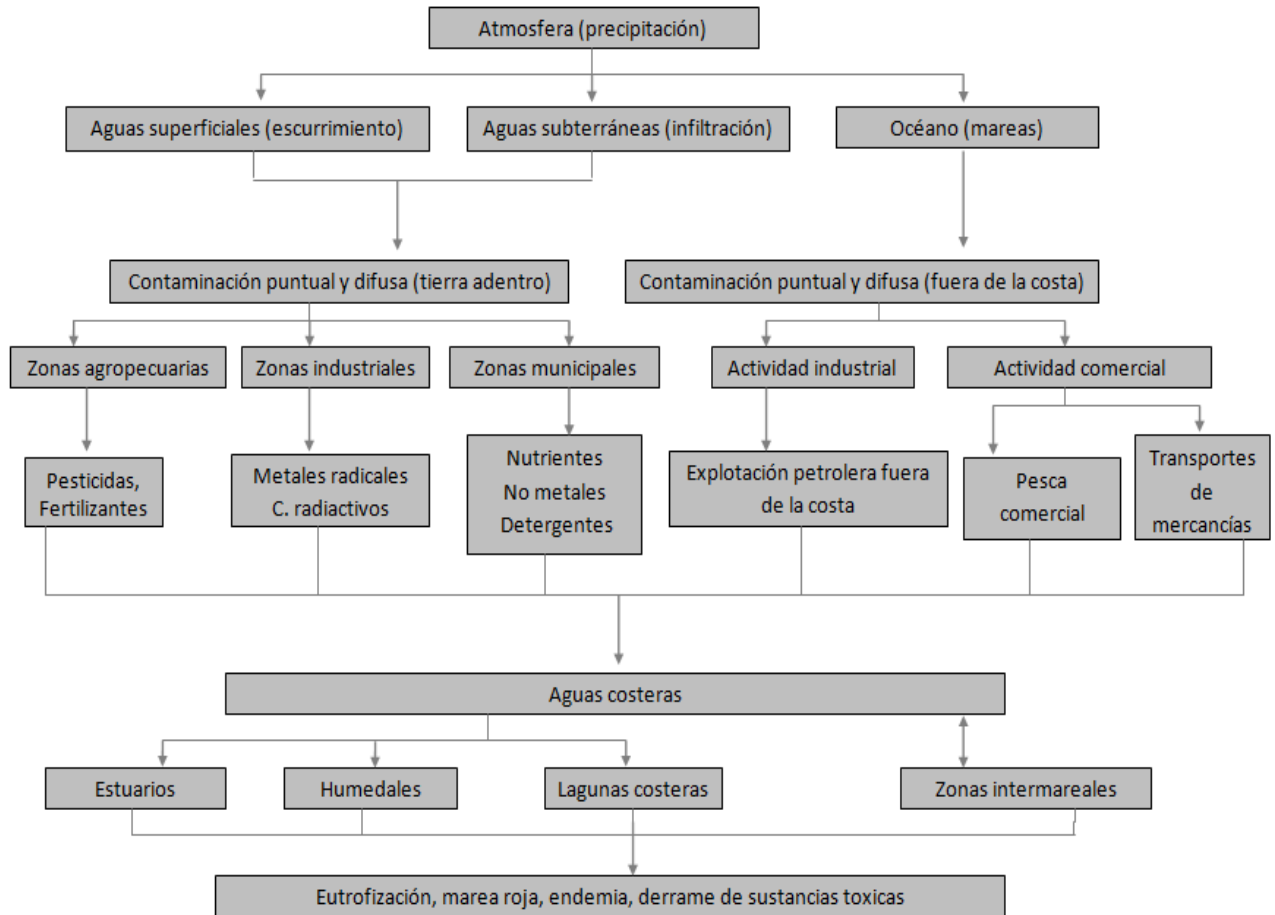 Atmosfera (precipitación)
Aguas superficiales (escurrimiento)
Aguas subterráneas (infiltración)
Océano (mareas)
Contaminación puntual y difusa (tierra adentro)
Contaminación puntual y difusa (fuera de la costa)
Zonas agropecuarias
Zonas industriales
Zonas municipales
Actividad industrial
Actividad comercial
Pesticidas,
Fertilizantes
Metales radicales
C. radiactivos
Nutrientes
No metales
Detergentes
Explotación petrolera fuera
de la costa
Pesca
comercial
Transportes
de
mercancías
Aguas costeras
Estuarios
Humedales
Lagunas costeras
Zonas intermareales
Eutrofización, marea roja, endemia, derrame de sustancias toxicas